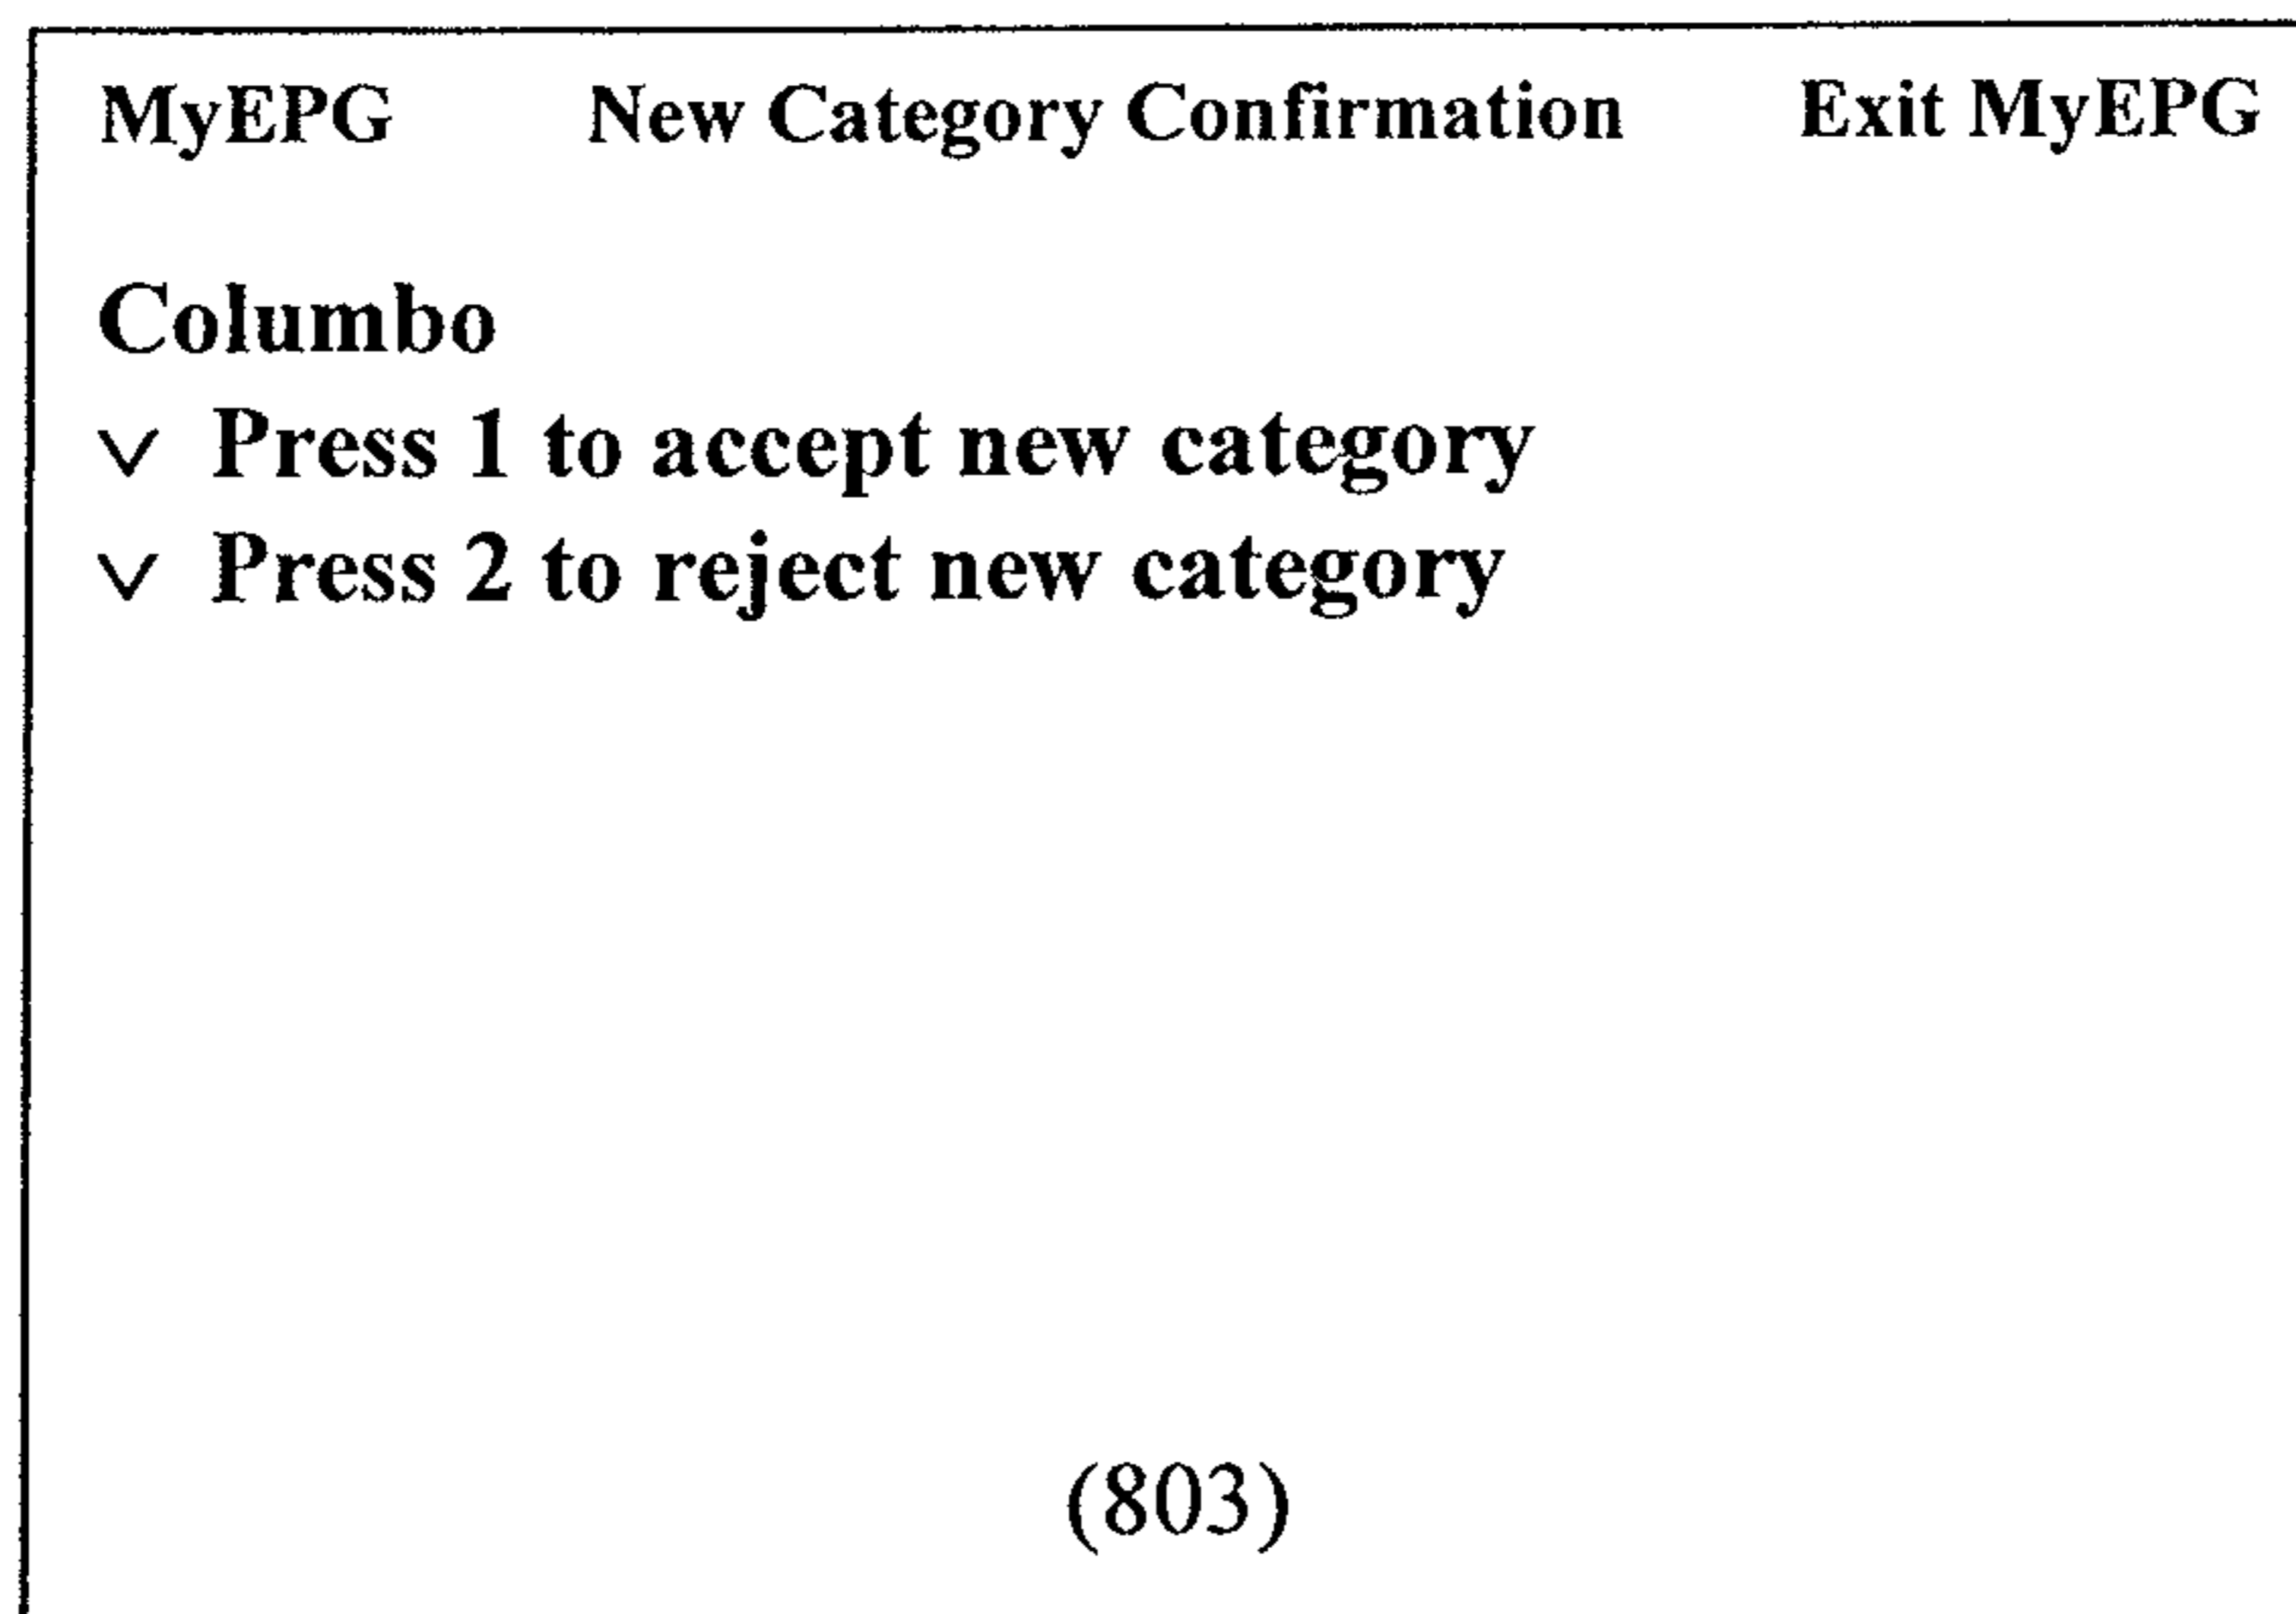 MyEPG New Category Confirmation Exit MyEPG
Columbo
∨ Press 1 to accept new category
∨ Press 2 to reject new category
(803)